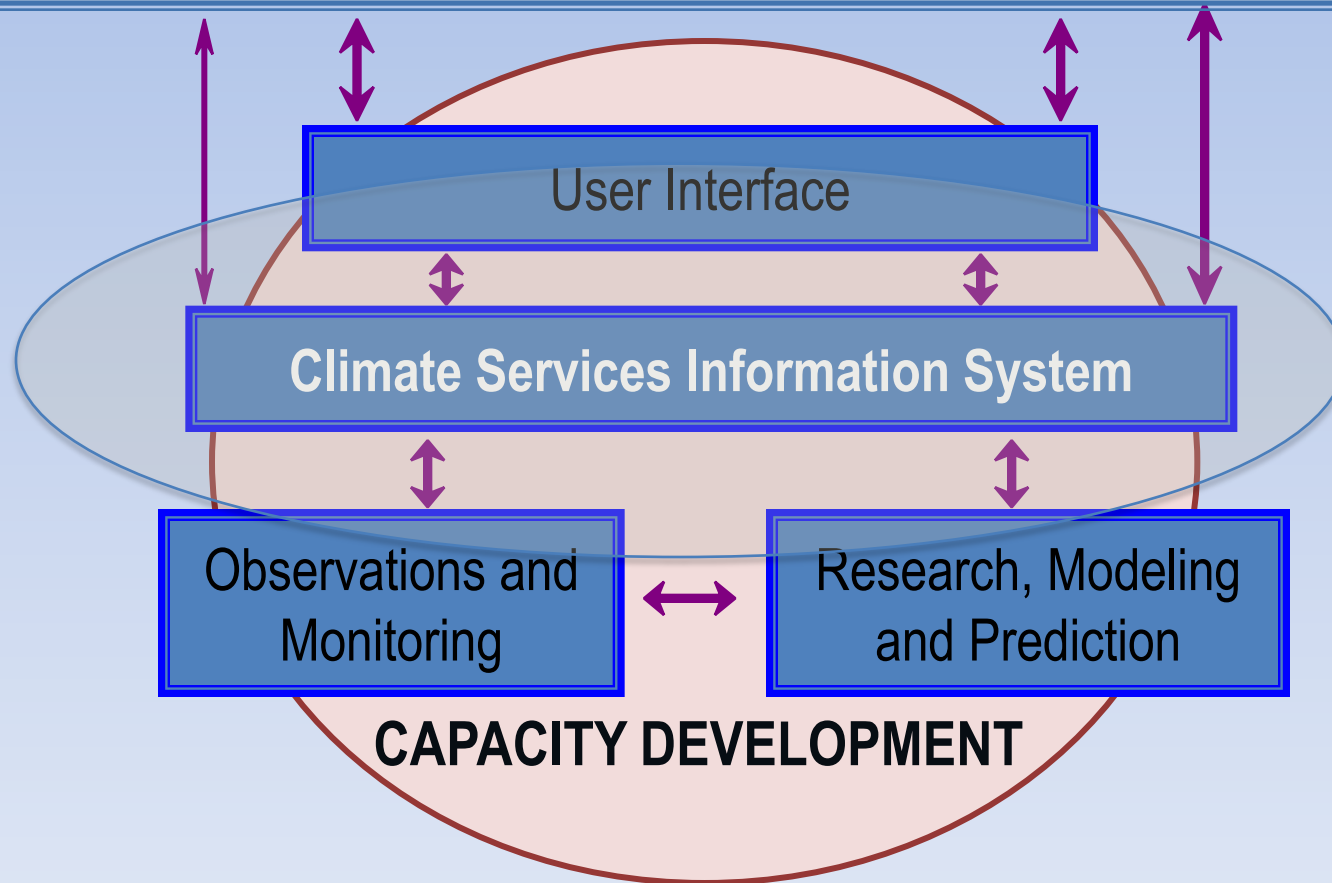 User Interface
Climate Services Information System
Observations and
Monitoring
Research, Modeling
and Prediction
CAPACITY DEVELOPMENT